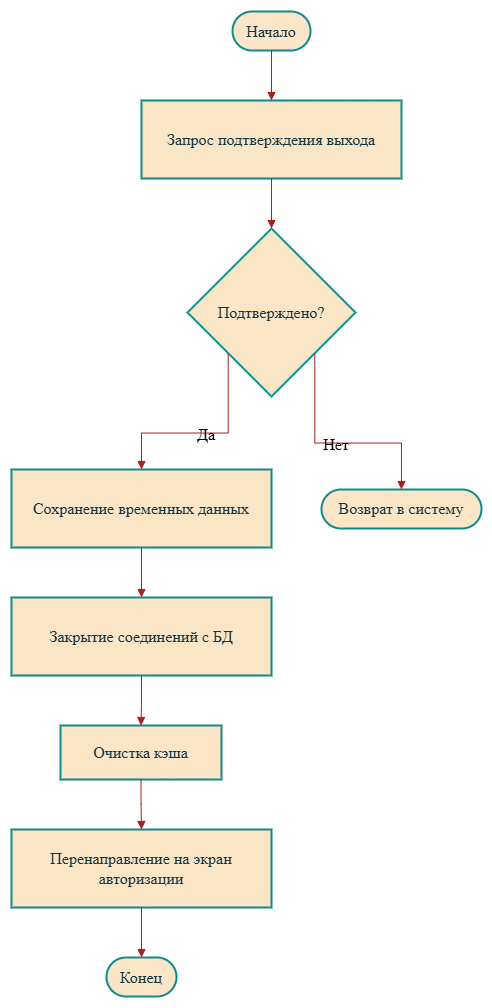 Начало
Запрос подтверждения выхода
Подтверждено?
Да
Нет
Сохранение временных данных
Возврат в систему
Закрытие соединений с БД
Очистка кэша
Перенаправление на экран
авторизации
Конец